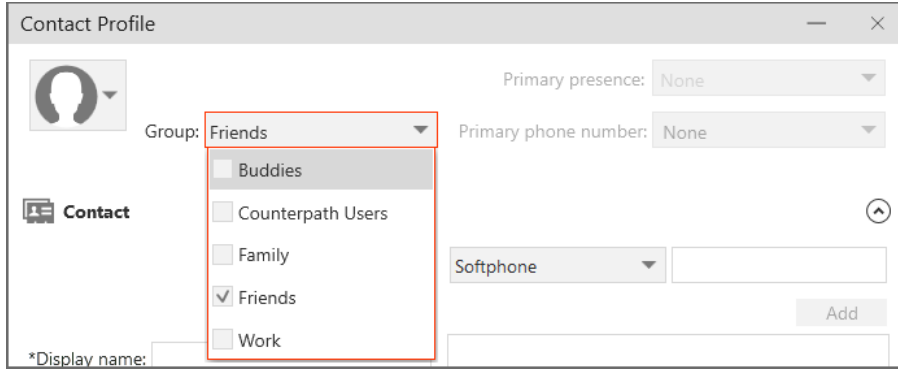 Contact Profile
Primary presence: None
Group: Friends
Primary phone number: None
Buddies
Counterpath Users
Family
Friends
Work
Contact
Softphone
Add
*Display name: